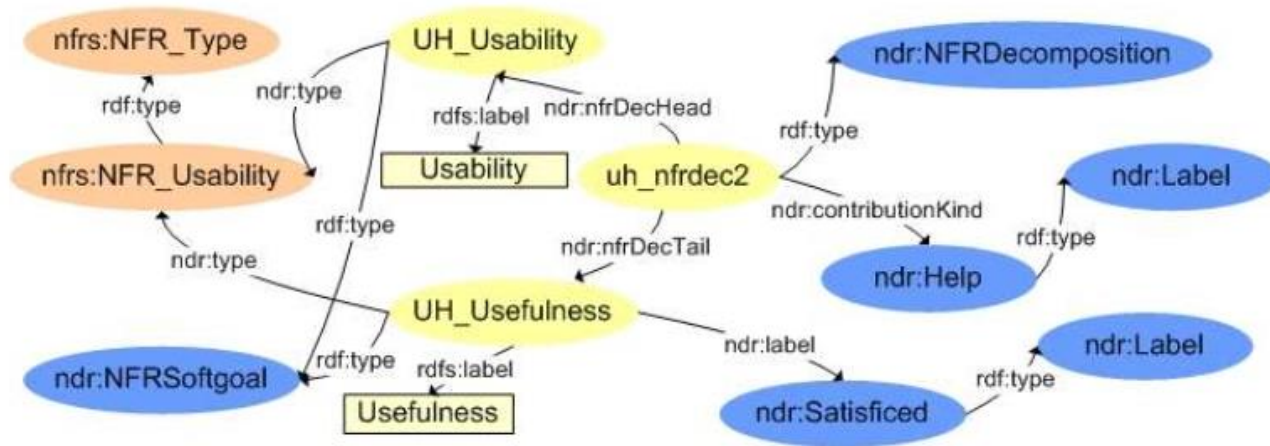 nfrs:NFR_Type
UH_Usability
ndr:NFRDecomposition
rdf:type
ndr:type
rdfs:label
ndr:nfrDecHead
rdf:type
nfrs:NFR_Usability
Usability
uh_nfrdec2
ndr:Label
rdf:type
ndr:contributionKind
rdf:type
ndr:type
ndr:nfrDecTail
ndr:Help
UH_Usefulness
rdf:type
rdfs:label
ndr:label
ndr:Label
rdf:type
ndr:NFRSoftgoal
Usefulness
ndr:Satisficed